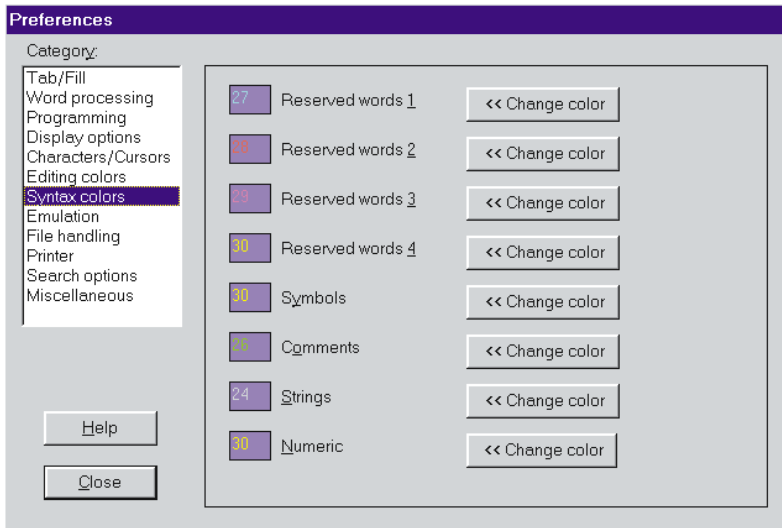 Preferences
Category:
Tab/Fill
Word processing
Programming
Display options
Characters/Cursors
Editing colors
Syntax colors
Emulation
File handling
Printer
Search options
Miscellaneous
Help
Close
27 Reserved words 1 << Change color
28 Reserved words 2 << Change color
29 Reserved words 3 << Change color
30 Reserved words 4 << Change color
30 Symbols << Change color
26 Comments << Change color
24 Strings << Change color
30 Numeric << Change color